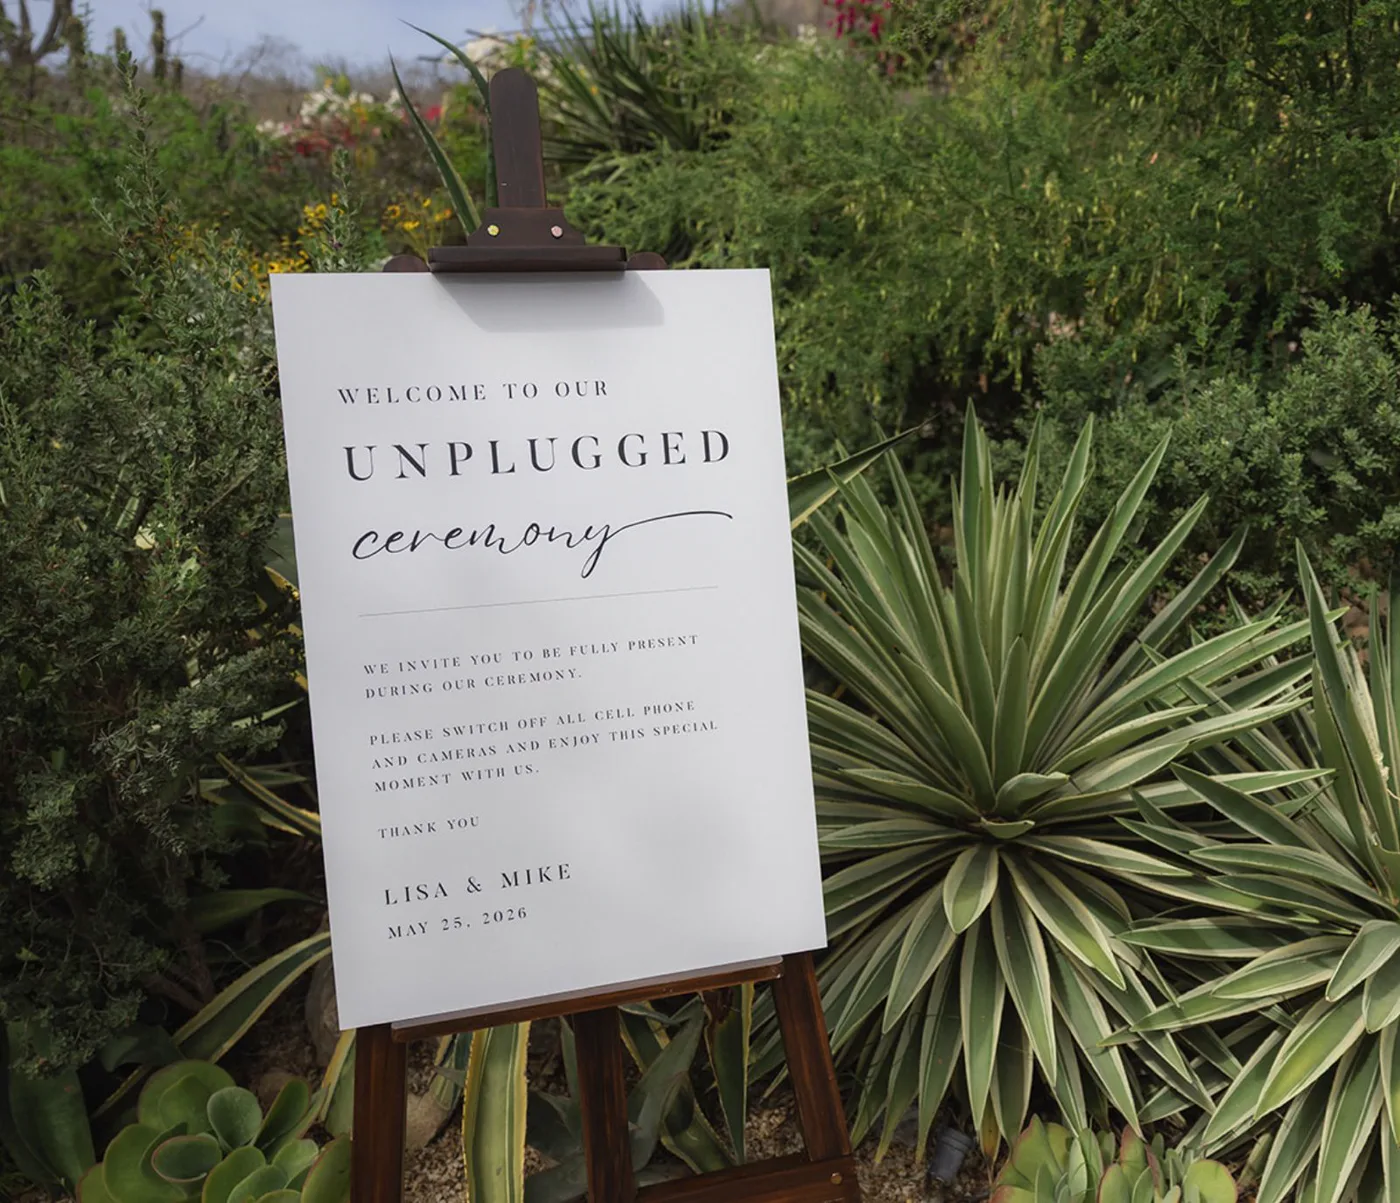 WELCOME TO OUR
UNPLUGGED
ceremony
WE INVITE YOU TO BE FULLY PRESENT
DURING OUR CEREMONY.
PLEASE SWITCH OFF ALL CELL PHONE
AND CAMERAS AND ENJOY THIS SPECIAL
MOMENT WITH US.
THANK YOU
LISA & MIKE
MAY 25, 2026